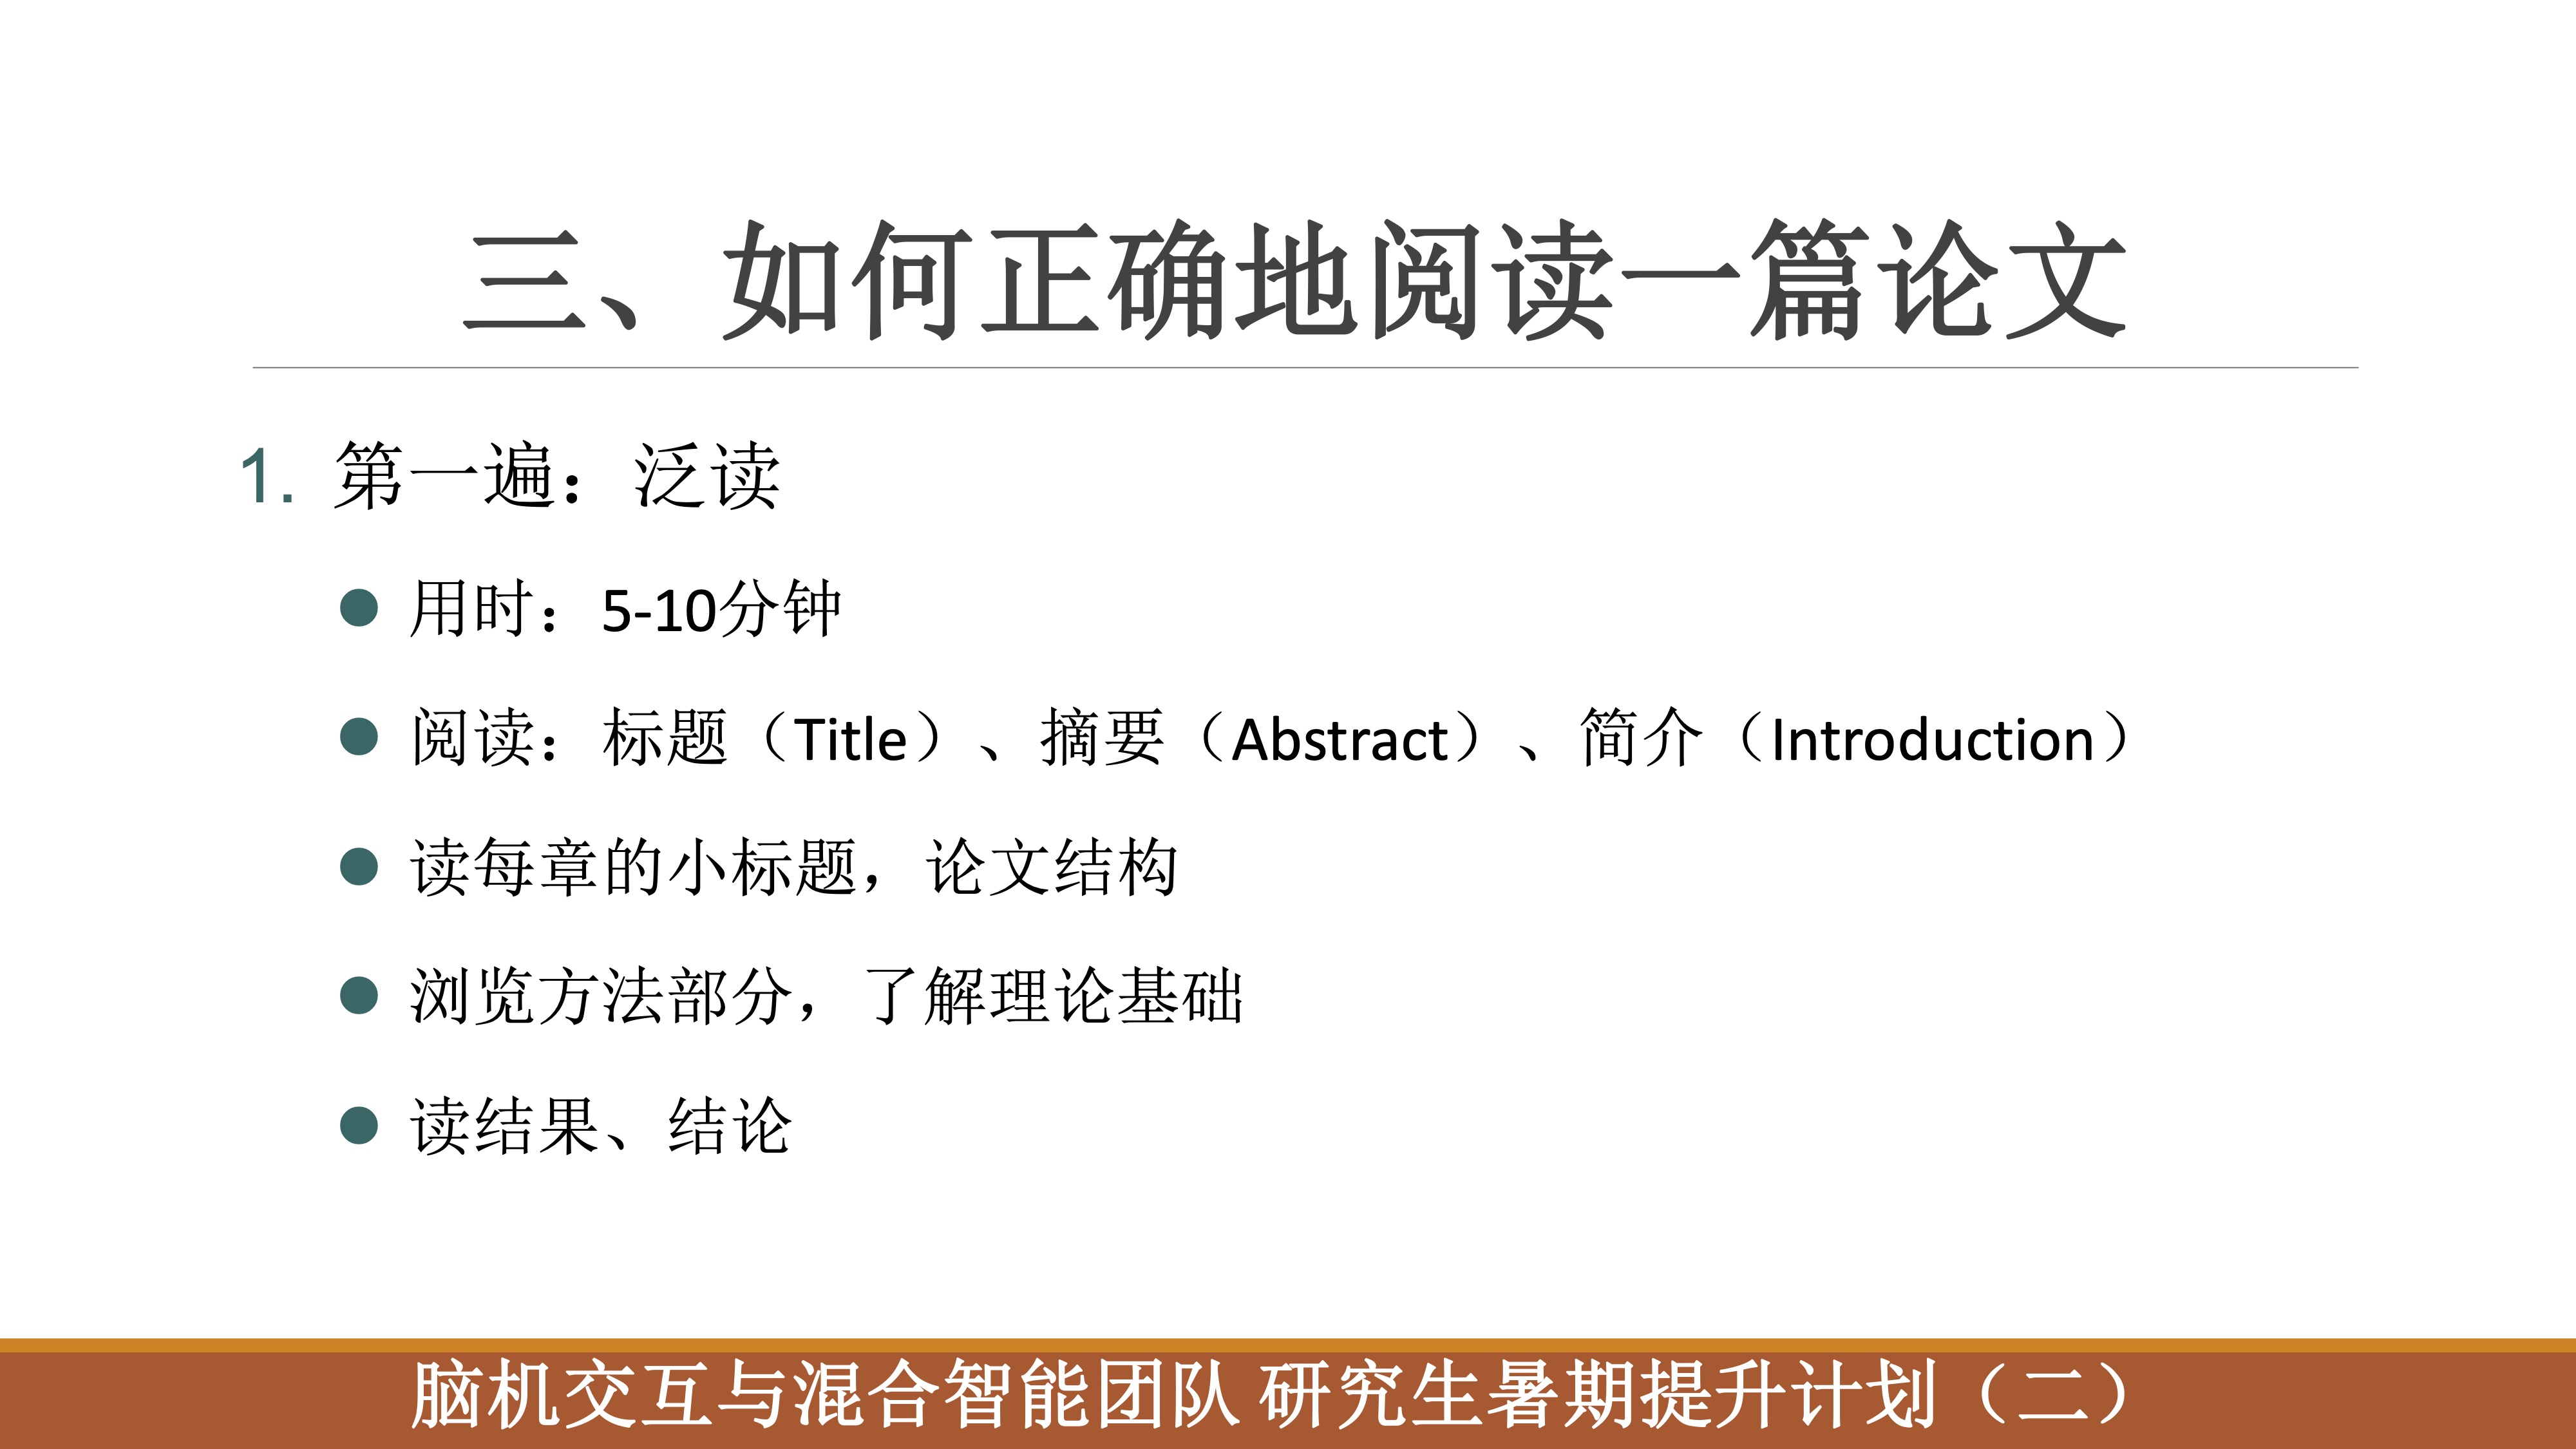 三、如何正确地阅读一篇论文
1. 第一遍：泛读
● 用时：5-10分钟
● 阅读：标题（Title）、摘要（Abstract）、简介（Introduction）
● 读每章的小标题，论文结构
● 浏览方法部分，了解理论基础
● 读结果、结论
脑机交互与混合智能团队 研究生暑期提升计划（二）